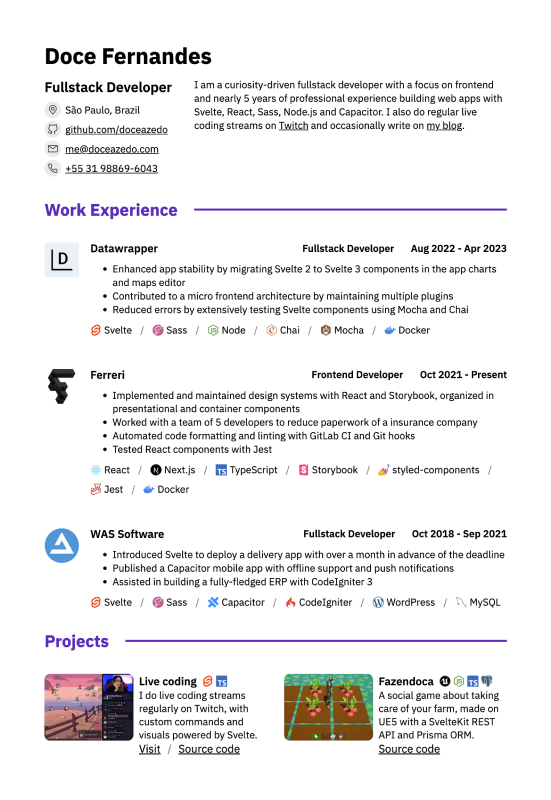 Doce Fernandes
Fullstack Developer
São Paulo, Brazil
github.com/doceazedo
me@doceazedo.com
+55 31 98869-6043
I am a curiosity-driven fullstack developer with a focus on frontend
and nearly 5 years of professional experience building web apps with
Svelte, React, Sass, Node.js and Capacitor. I also do regular live
coding streams on Twitch and occasionally write on my blog.
Work Experience
D
Datawrapper Fullstack Developer Aug 2022 - Apr 2023
• Enhanced app stability by migrating Svelte 2 to Svelte 3 components in the app charts
and maps editor
• Contributed to a micro frontend architecture by maintaining multiple plugins
• Reduced errors by extensively testing Svelte components using Mocha and Chai
Svelte / Sass / Node / Chai / Mocha / Docker
Ferreri Frontend Developer Oct 2021 - Present
• Implemented and maintained design systems with React and Storybook, organized in
presentational and container components
• Worked with a team of 5 developers to reduce paperwork of a insurance company
• Automated code formatting and linting with GitLab CI and Git hooks
• Tested React components with Jest
React / Next.js / TS TypeScript / Storybook / styled-components /
Jest / Docker
WAS Software Fullstack Developer Oct 2018 - Sep 2021
• Introduced Svelte to deploy a delivery app with over a month in advance of the deadline
• Published a Capacitor mobile app with offline support and push notifications
• Assisted in building a fully-fledged ERP with CodeIgniter 3
Svelte / Sass / Capacitor / CodeIgniter / WordPress / MySQL
Projects
Live coding TS
I do live coding streams
regularly on Twitch, with
custom commands and
visuals powered by Svelte.
Visit / Source code
Fazendoca TS
A social game about taking
care of your farm, made on
UE5 with a SvelteKit REST
API and Prisma ORM.
Source code